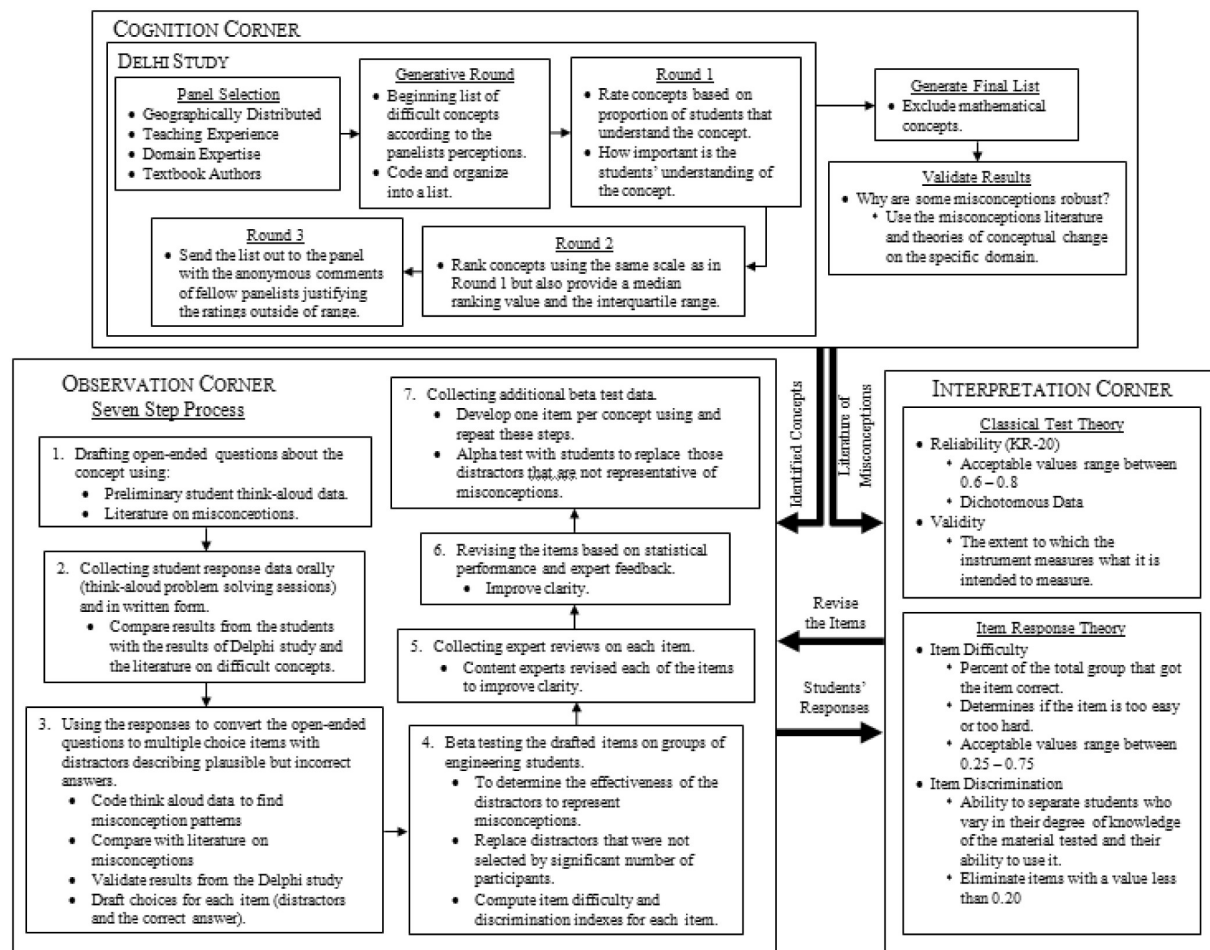 COGNITION CORNER
DELHI STUDY
Panel Selection
• Geographically Distributed
• Teaching Experience
• Domain Expertise
• Textbook Authors
Generative Round
• Beginning list of
difficult concepts
according to the
panelists perceptions.
• Code and organize
into a list.
Round 1
• Rate concepts based on
proportion of students that
understand the concept.
• How important is the
students' understanding of
the concept.
Generate Final List
• Exclude mathematical
concepts.
Validate Results
• Why are some misconceptions robust?
* Use the misconceptions literature
and theories of conceptual change
on the specific domain.
Round 2
• Rank concepts using the same scale as in
Round 1 but also provide a median
ranking value and the interquartile range.
Round 3
• Send the list out to the panel
with the anonymous comments
of fellow panelists justifying
the ratings outside of range.
OBSERVATION CORNER
Seven Step Process
1. Drafting open-ended questions about the
concept using:
• Preliminary student think-aloud data.
• Literature on misconceptions.
2. Collecting student response data orally
(think-aloud problem solving sessions)
and in written form.
• Compare results from the students
with the results of Delphi study and
the literature on difficult concepts.
3. Using the responses to convert the open-ended
questions to multiple choice items with
distractors describing plausible but incorrect
answers.
• Code think aloud data to find
misconception patterns
• Compare with literature on
misconceptions
• Validate results from the Delphi study
• Draft choices for each item (distractors
and the correct answer).
4. Beta testing the drafted items on groups of
engineering students.
• To determine the effectiveness of the
distractors to represent
misconceptions.
• Replace distractors that were not
selected by significant number of
participants.
• Compute item difficulty and
discrimination indexes for each item.
5. Collecting expert reviews on each item.
• Content experts revised each of the items
to improve clarity.
6. Revising the items based on statistical
performance and expert feedback.
• Improve clarity.
7. Collecting additional beta test data.
• Develop one item per concept using and
repeat these steps.
• Alpha test with students to replace those
distractors that are not representative of
misconceptions.
Identified Concepts
Literature of
Misconceptions
Revise
the Items
Students'
Responses
INTERPRETATION CORNER
Classical Test Theory
• Reliability (KR-20)
* Acceptable values range between
0.6 – 0.8
* Dichotomous Data
• Validity
* The extent to which the
instrument measures what it is
intended to measure.
Item Response Theory
• Item Difficulty
* Percent of the total group that got
the item correct.
* Determines if the item is too easy
or too hard.
* Acceptable values range between
0.25 – 0.75
• Item Discrimination
* Ability to separate students who
vary in their degree of knowledge
of the material tested and their
ability to use it.
* Eliminate items with a value less
than 0.20